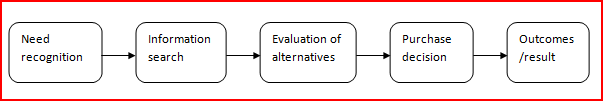 Need
recognition
Information
search
Evaluation of
alternatives
Purchase
decision
Outcomes
/result